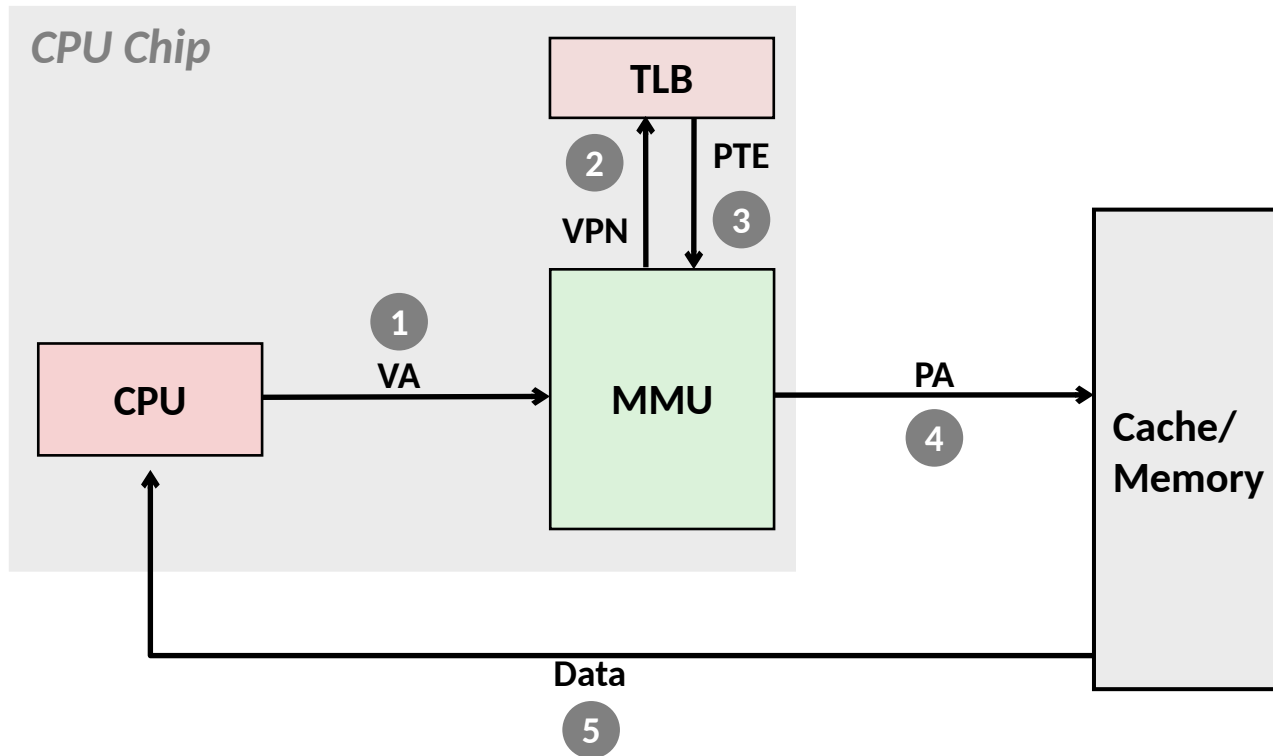 CPU Chip
TLB
2
PTE
VPN
3
1
VA
CPU
MMU
PA
4
Cache/
Memory
Data
5